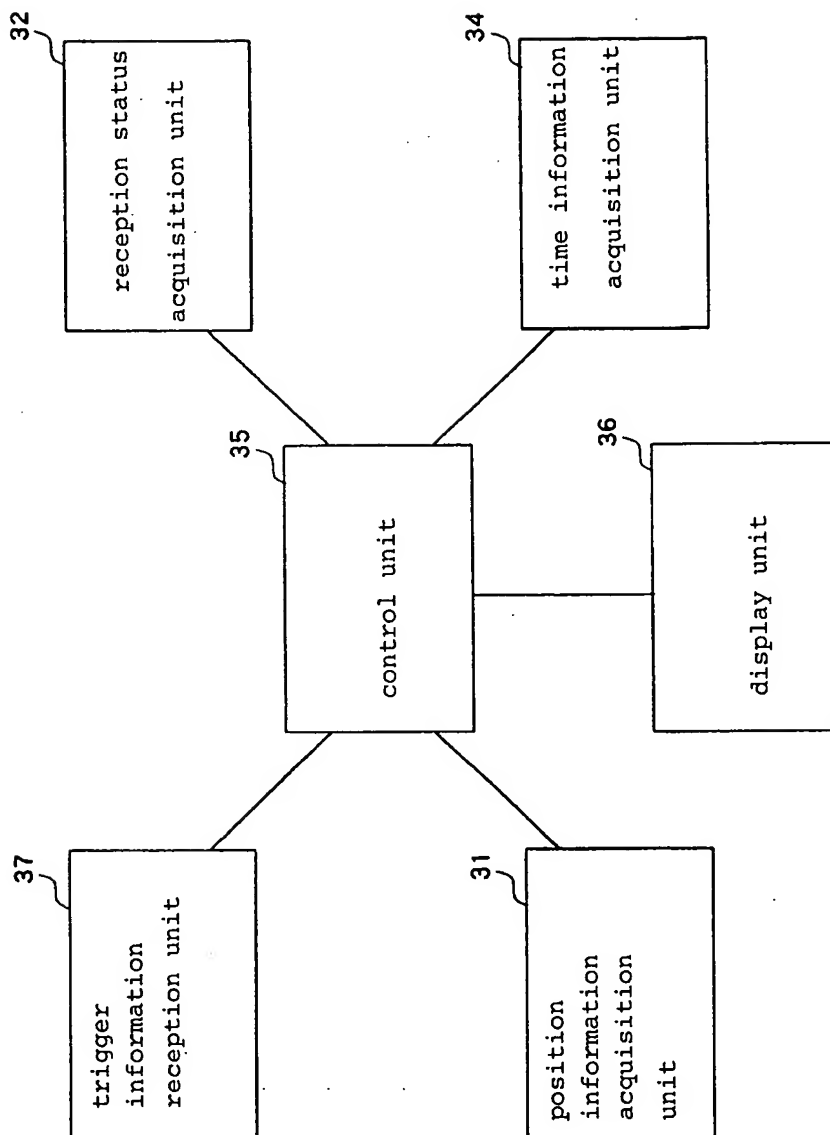 37
trigger
information
reception unit
32
reception status
acquisition unit
35
control unit
31
position
information
acquisition
unit
34
time information
acquisition unit
36
display unit